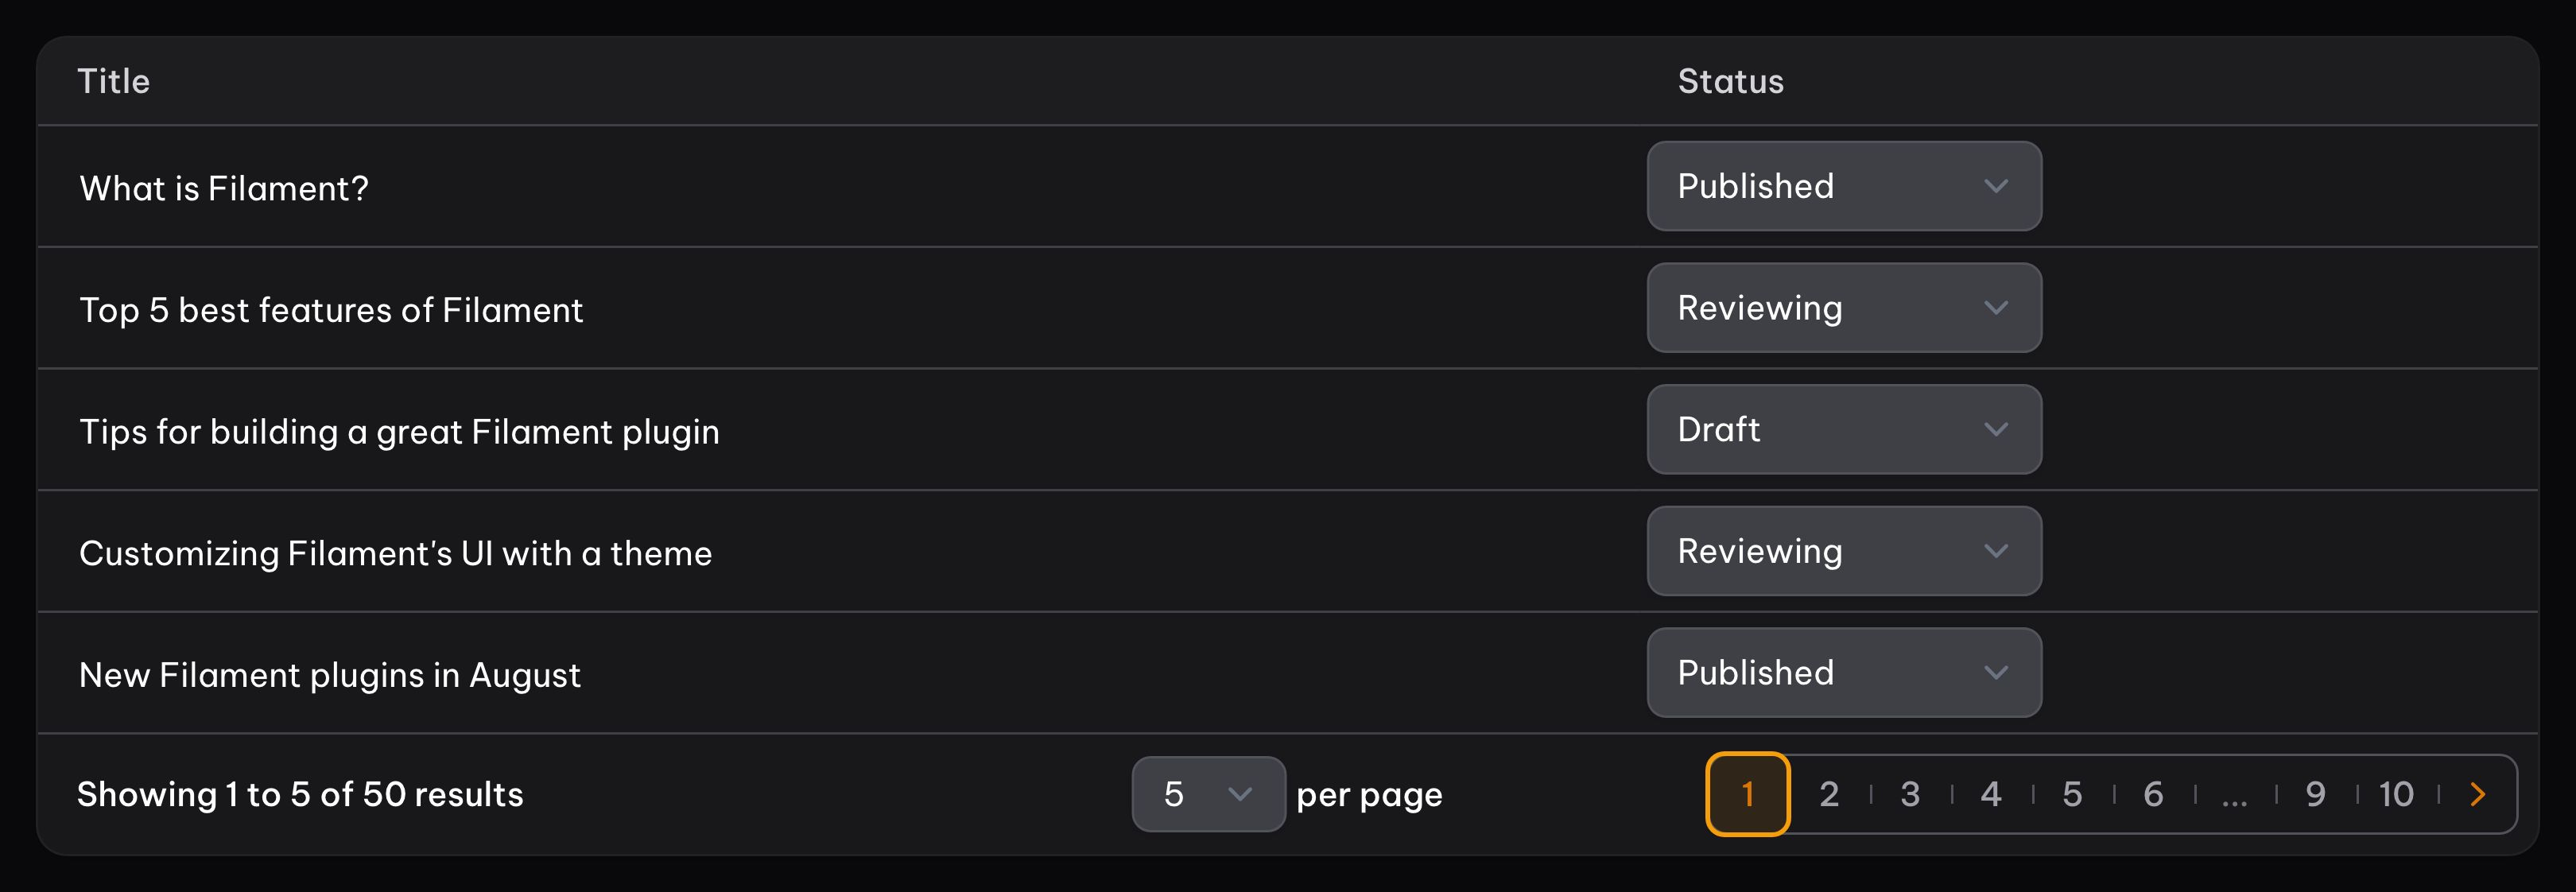 Title Status
What is Filament? Published
Top 5 best features of Filament Reviewing
Tips for building a great Filament plugin Draft
Customizing Filament's UI with a theme Reviewing
New Filament plugins in August Published
Showing 1 to 5 of 50 results 5 per page 1 2 3 4 5 6 ... 9 10